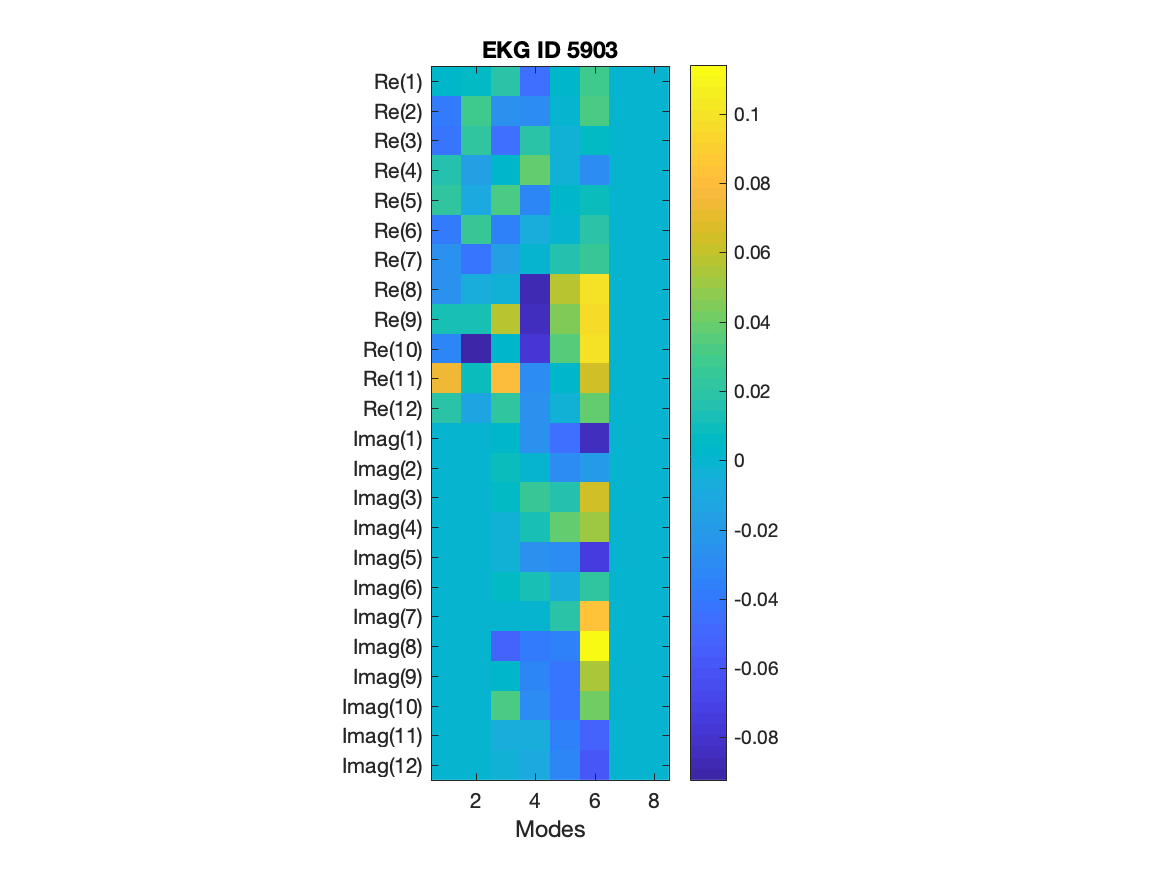 EKG ID 5903
Re(1)
Re(2)
Re(3)
Re(4)
Re(5)
Re(6)
Re(7)
Re(8)
Re(9)
Re(10)
Re(11)
Re(12)
Imag(1)
Imag(2)
Imag(3)
Imag(4)
Imag(5)
Imag(6)
Imag(7)
Imag(8)
Imag(9)
Imag(10)
Imag(11)
Imag(12)
2 4 6 8
Modes
0.1
0.08
0.06
0.04
0.02
0
-0.02
-0.04
-0.06
-0.08